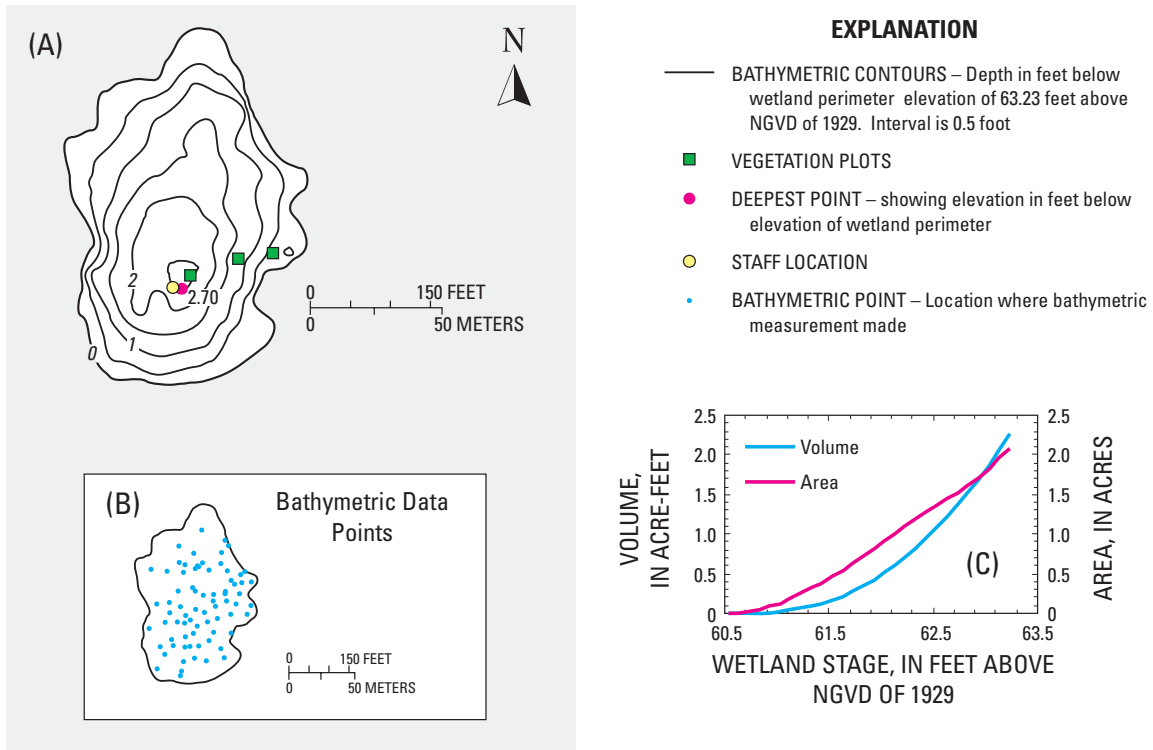 (A)
N
2
2.70
1
0
0 150 FEET
0 50 METERS
(B)
Bathymetric Data
Points
0 150 FEET
0 50 METERS
EXPLANATION
BATHYMETRIC CONTOURS – Depth in feet below
wetland perimeter elevation of 63.23 feet above
NGVD of 1929. Interval is 0.5 foot
VEGETATION PLOTS
DEEPEST POINT – showing elevation in feet below
elevation of wetland perimeter
STAFF LOCATION
BATHYMETRIC POINT – Location where bathymetric
measurement made
VOLUME,
IN ACRE-FEET
2.5
2.0
1.5
1.0
0.5
0
Volume
Area
(C)
2.5
2.0
1.5
1.0
0.5
0
AREA, IN ACRES
60.5 61.5 62.5 63.5
WETLAND STAGE, IN FEET ABOVE
NGVD OF 1929